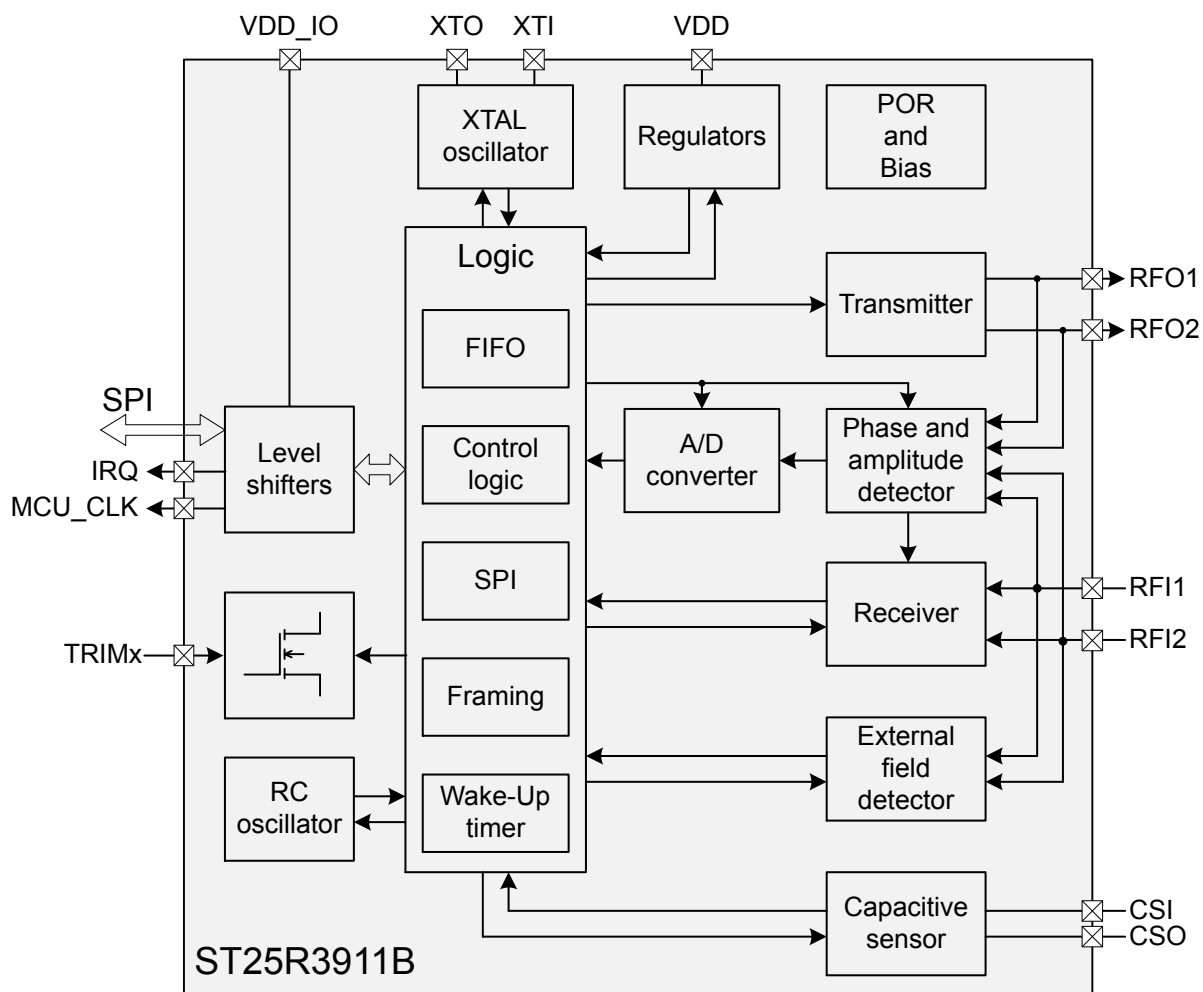 VDD_IO
XTO
XTI
VDD
XTAL
oscillator
Regulators
POR
and
Bias
Logic
Transmitter
RFO1
RFO2
FIFO
SPI
Level
shifters
IRQ
MCU_CLK
Control
logic
A/D
converter
Phase and
amplitude
detector
SPI
Receiver
RFI1
RFI2
TRIMx
Framing
External
field
detector
RC
oscillator
Wake-Up
timer
Capacitive
sensor
CSI
CSO
ST25R3911B